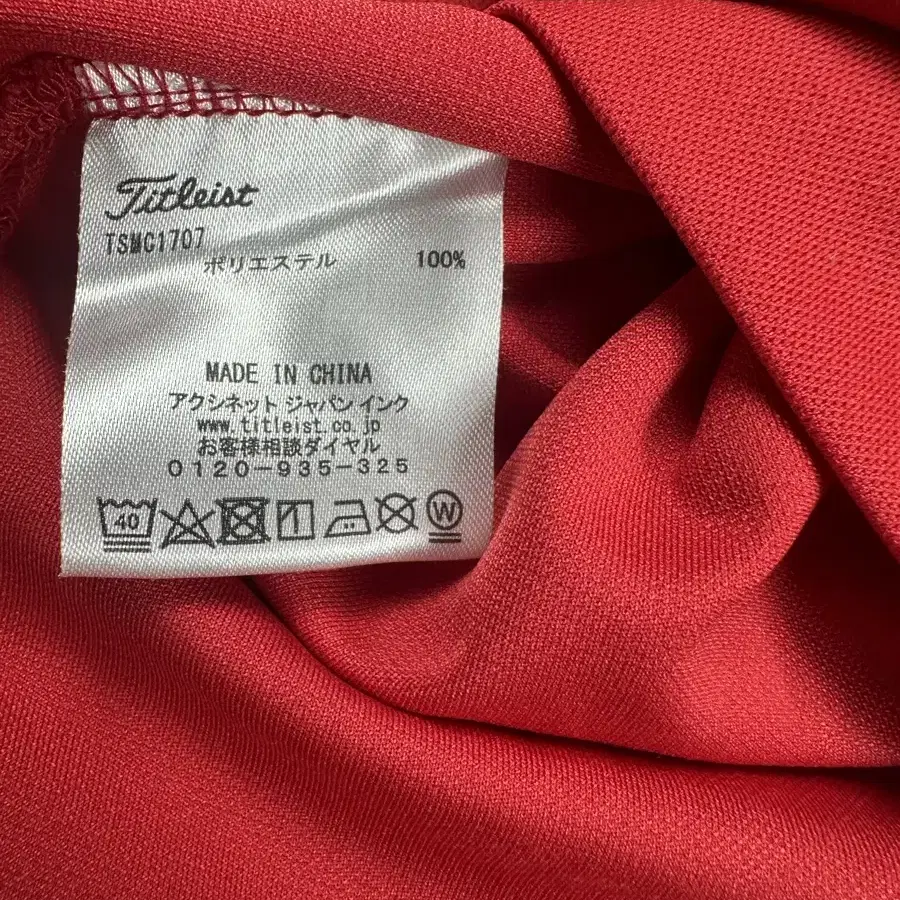 Titleist
TSMC1707
ポリエステル 100%
MADE IN CHINA
アクシネット ジャパン インク
www.titleist.co.jp
お客様相談ダイヤル
0120-935-325
40 W